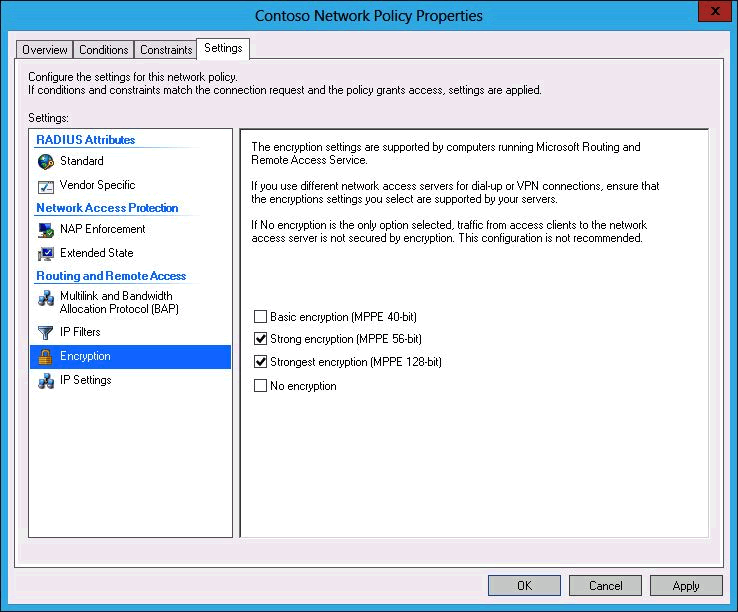 Contoso Network Policy Properties
x
Overview Conditions Constraints Settings
Configure the settings for this network policy.
If conditions and constraints match the connection request and the policy grants access, settings are applied.
Settings:
RADIUS Attributes
Standard
Vendor Specific
Network Access Protection
NAP Enforcement
Extended State
Routing and Remote Access
Multilink and Bandwidth
Allocation Protocol (BAP)
IP Filters
Encryption
IP Settings
The encryption settings are supported by computers running Microsoft Routing and
Remote Access Service.
If you use different network access servers for dial-up or VPN connections, ensure that
the encryptions settings you select are supported by your servers.
If No encryption is the only option selected, traffic from access clients to the network
access server is not secured by encryption. This configuration is not recommended.
Basic encryption (MPPE 40-bit)
Strong encryption (MPPE 56-bit)
Strongest encryption (MPPE 128-bit)
No encryption
OK Cancel Apply